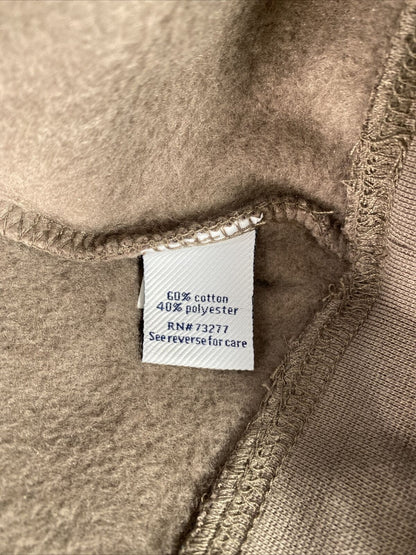 60% cotton
40% polyester
RN# 73277
See reverse for care